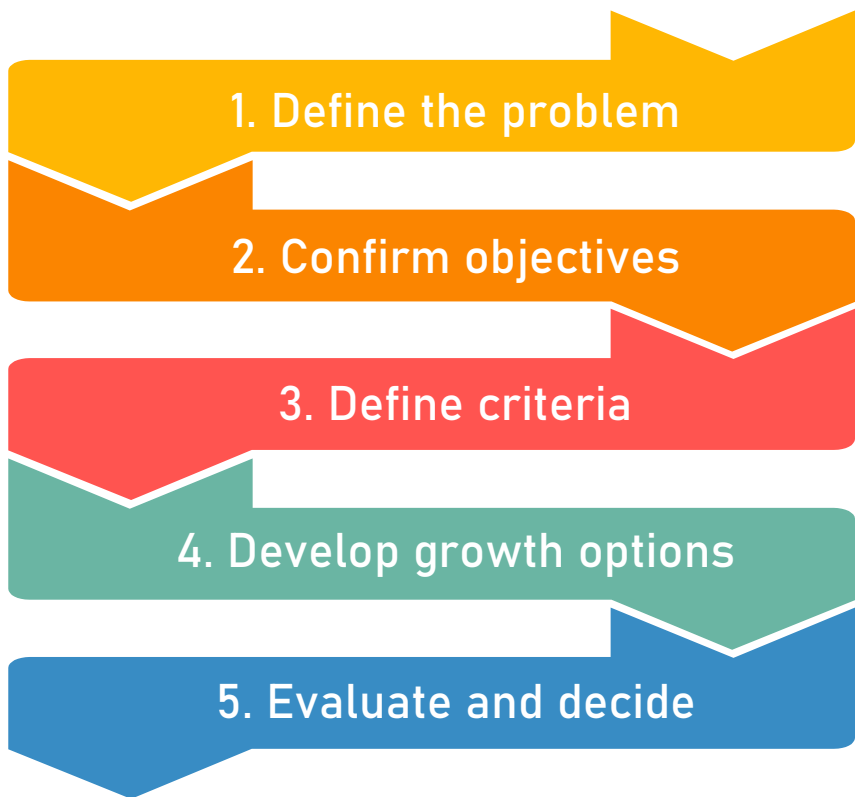 1. Define the problem
2. Confirm objectives
3. Define criteria
4. Develop growth options
5. Evaluate and decide